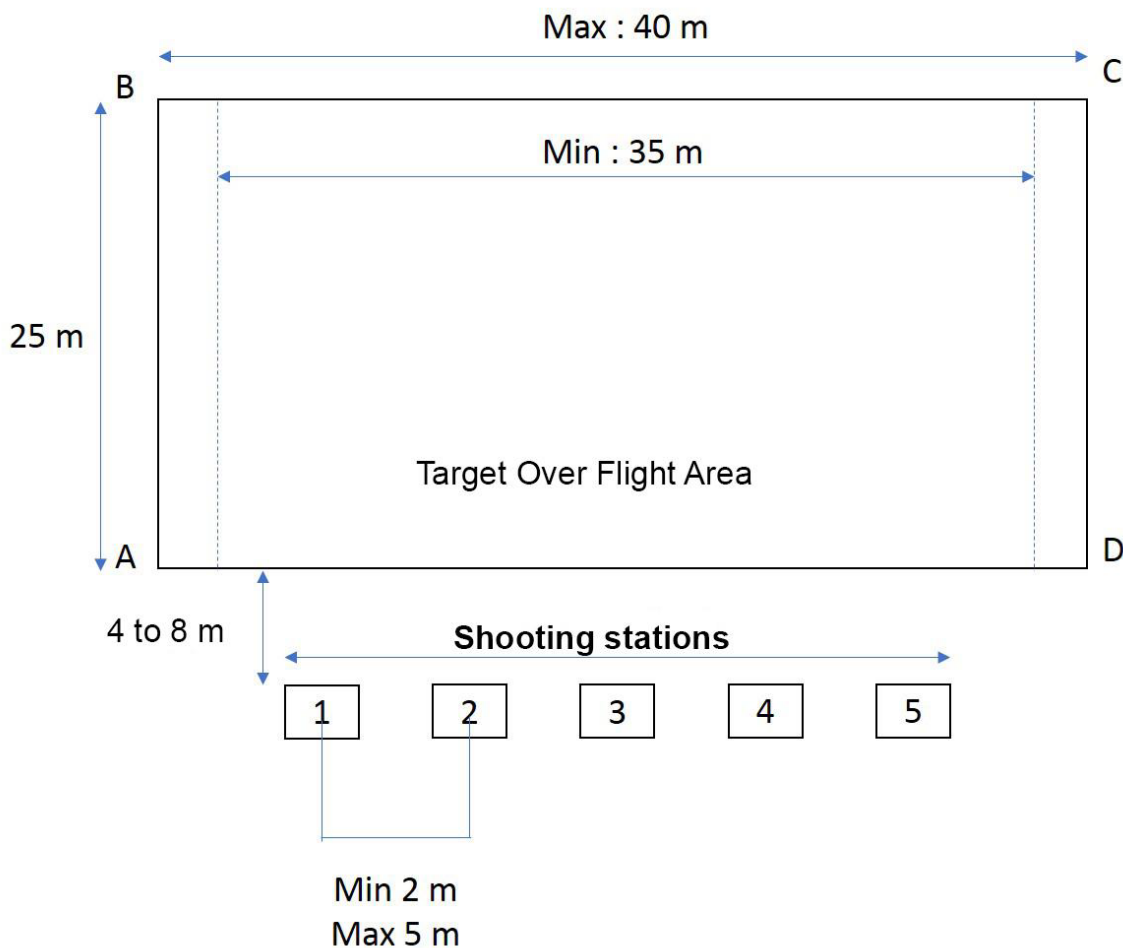 Max : 40 m
B
C
Min : 35 m
25 m
Target Over Flight Area
A
D
4 to 8 m
Shooting stations
1 2 3 4 5
Min 2 m
Max 5 m